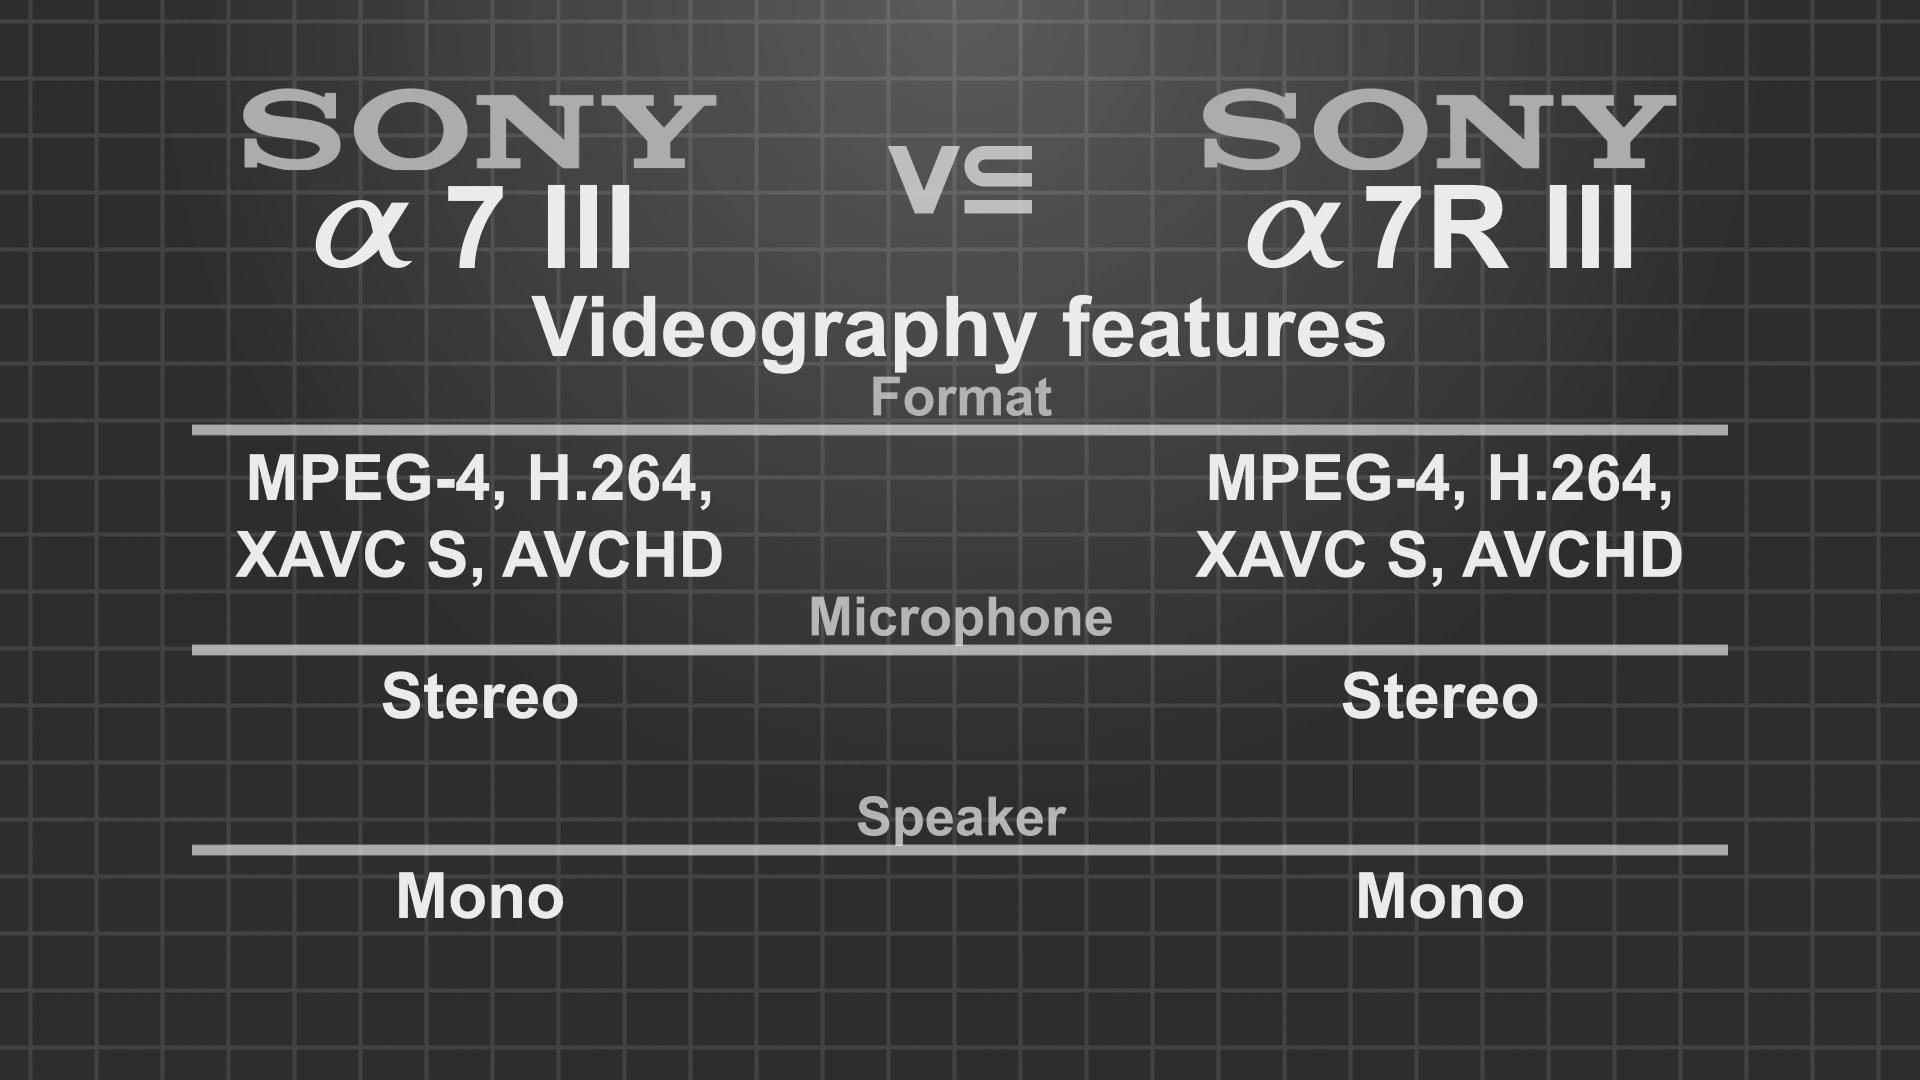 SONY VS SONY
α 7 III α 7R III
Videography features
Format
MPEG-4, H.264, MPEG-4, H.264,
XAVC S, AVCHD XAVC S, AVCHD
Microphone
Stereo Stereo
Speaker
Mono Mono